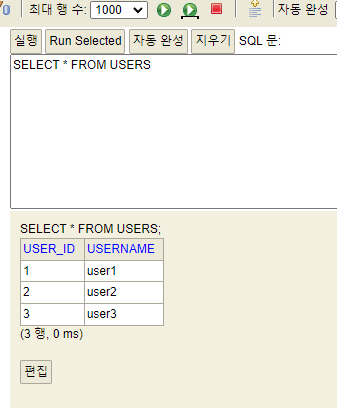 최대 행 수: 1000 자동 완성
실행 Run Selected 자동 완성 지우기 SQL 문:
SELECT * FROM USERS
SELECT * FROM USERS;
USER_ID USERNAME
1 user1
2 user2
3 user3
(3 행, 0 ms)
편집